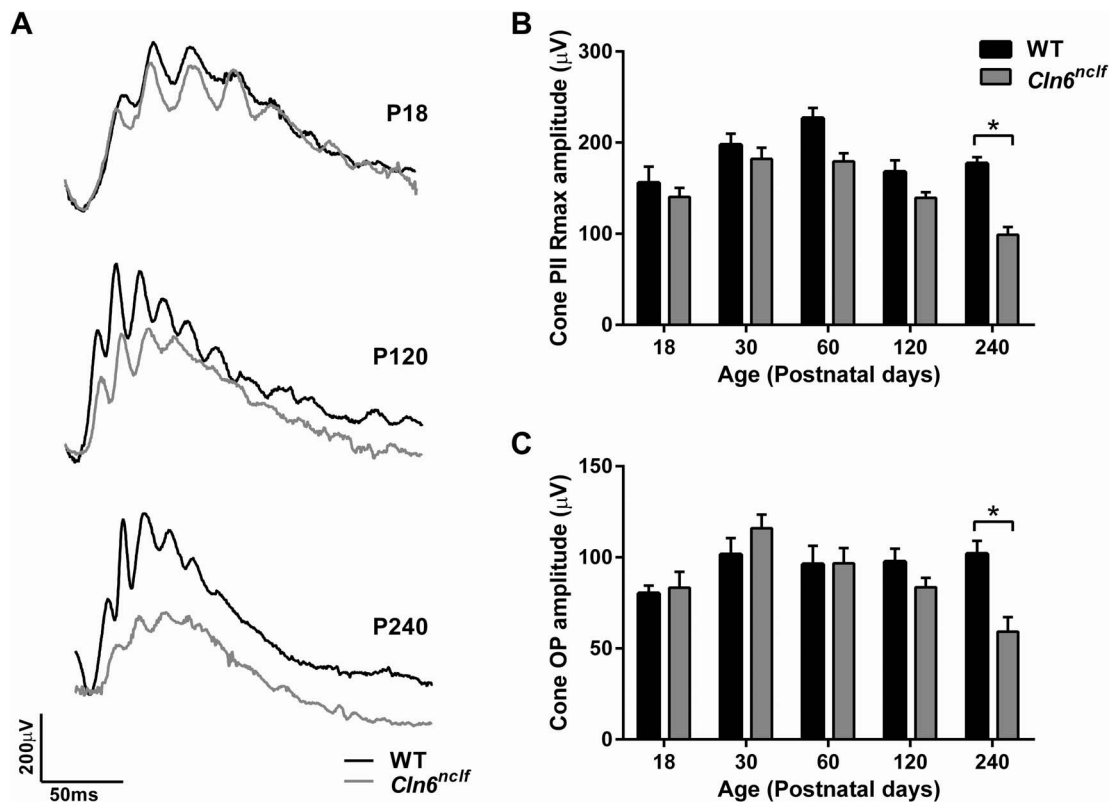 A
P18
P120
P240
200μV
50ms
WT
Cln6nclf
B
Cone PII Rmax amplitude (μV)
300
200
100
0
WT
Cln6nclf
*
18 30 60 120 240
Age (Postnatal days)
C
Cone OP amplitude (μV)
150
100
50
0
*
18 30 60 120 240
Age (Postnatal days)